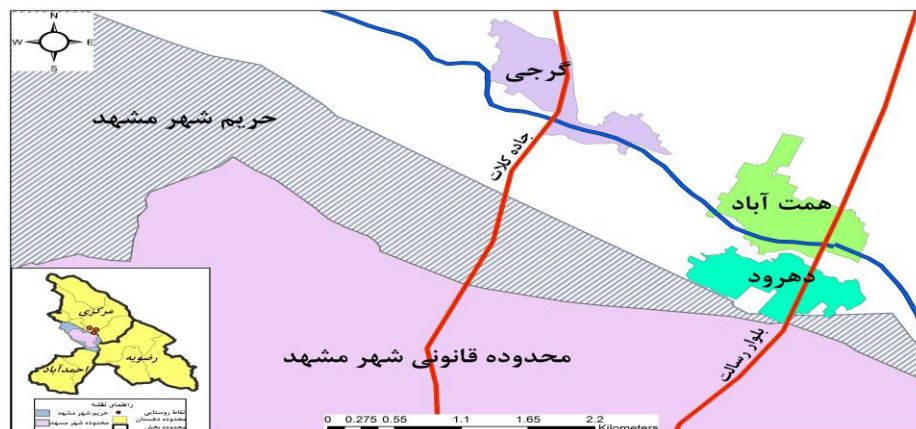 N
W E
S
گرجی
حریم شهر مشهد
جاده کلات
همت آباد
دهرود
بلوار رسالت
محدوده قانونی شهر مشهد
مرکزی
رضویه
احمدآباد
راهنمای نقشه
نقاط روستایی حریم شهر مشهد
محدوده دهستان محدوده شهر مشهد
محدوده بخش
0 0.275 0.55 1.1 1.65 2.2
Kilometers